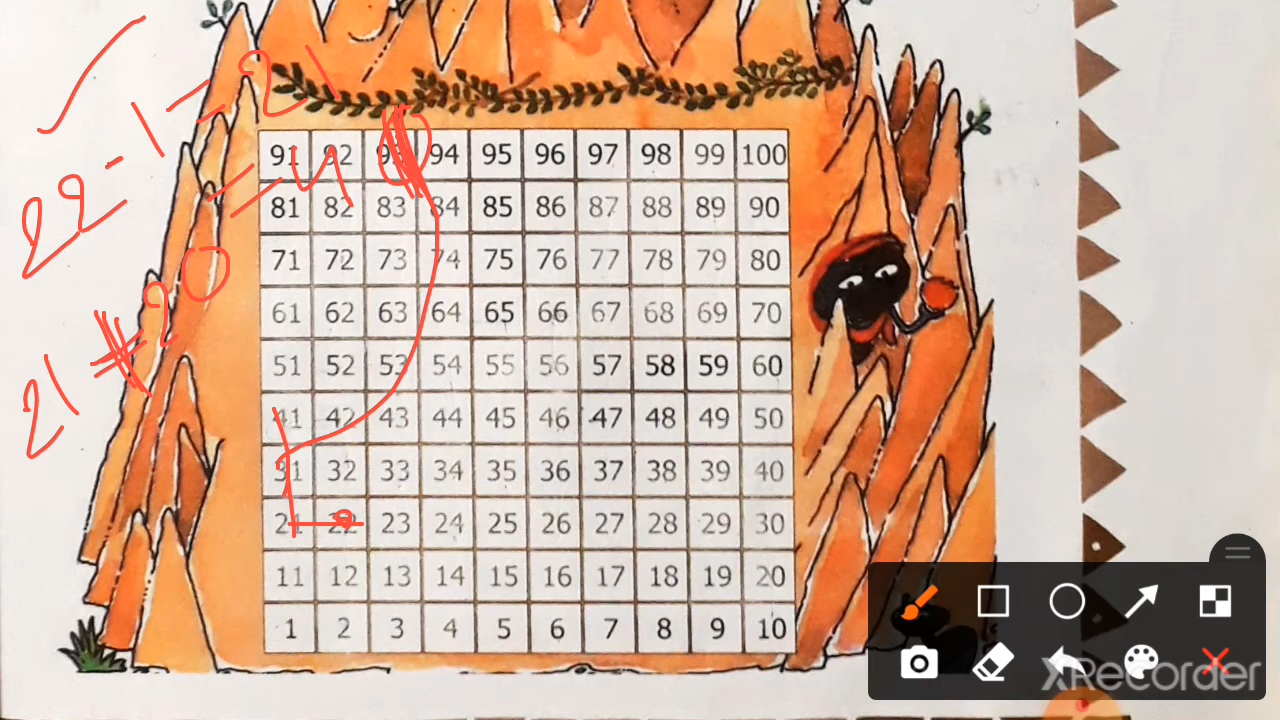 22-1=21
21+20=4
91 92 93 94 95 96 97 98 99 100
81 82 83 84 85 86 87 88 89 90
71 72 73 74 75 76 77 78 79 80
61 62 63 64 65 66 67 68 69 70
51 52 53 54 55 56 57 58 59 60
41 42 43 44 45 46 47 48 49 50
31 32 33 34 35 36 37 38 39 40
21 22 23 24 25 26 27 28 29 30
11 12 13 14 15 16 17 18 19 20
1 2 3 4 5 6 7 8 9 10
XRecorder